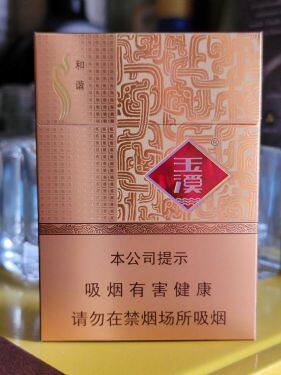 和谐
玉溪
®
本公司提示
吸烟有害健康
请勿在禁烟场所吸烟